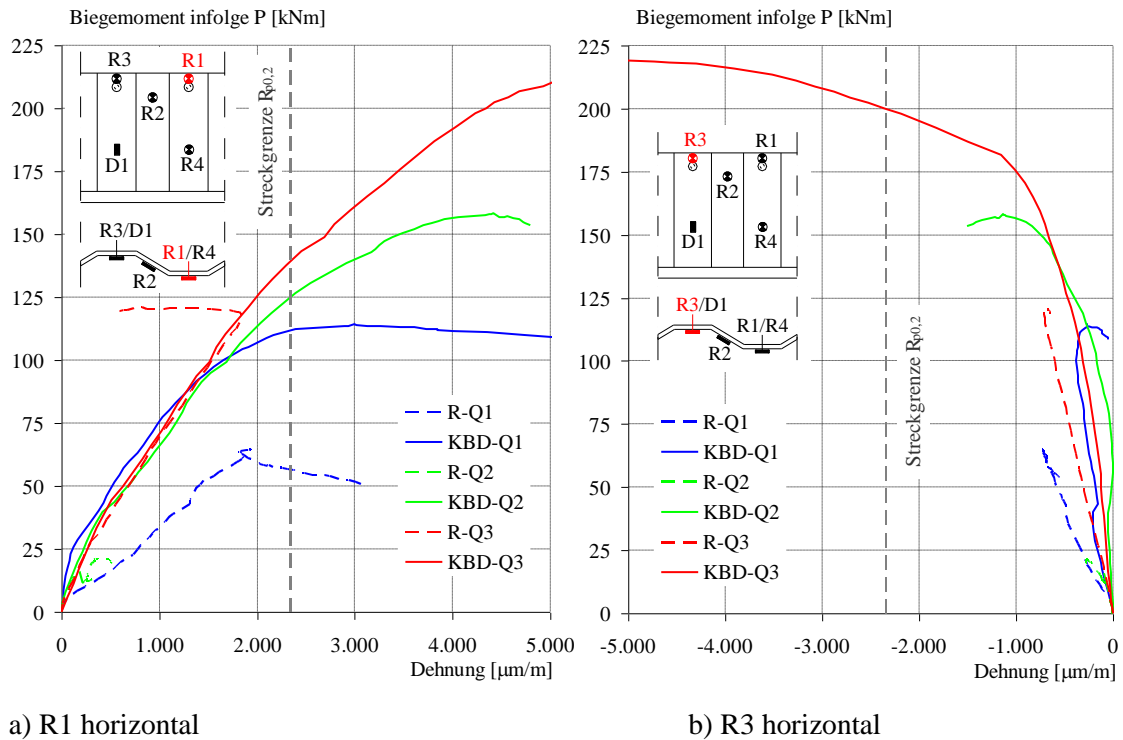 Biegemoment infolge P [kNm]
225
200
175
150
125
100
75
50
25
0
0 1.000 2.000 3.000 4.000 5.000
Dehnung [µm/m]
R3 R1
R2
D1 R4
R3/D1
R1/R4
R2
Streckgrenze Rp0,2
R-Q1
KBD-Q1
R-Q2
KBD-Q2
R-Q3
KBD-Q3
a) R1 horizontal
Biegemoment infolge P [kNm]
225
200
175
150
125
100
75
50
25
0
-5.000 -4.000 -3.000 -2.000 -1.000 0
Dehnung [µm/m]
R3 R1
R2
D1 R4
R3/D1
R1/R4
R2
Streckgrenze Rp0,2
R-Q1
KBD-Q1
R-Q2
KBD-Q2
R-Q3
KBD-Q3
b) R3 horizontal